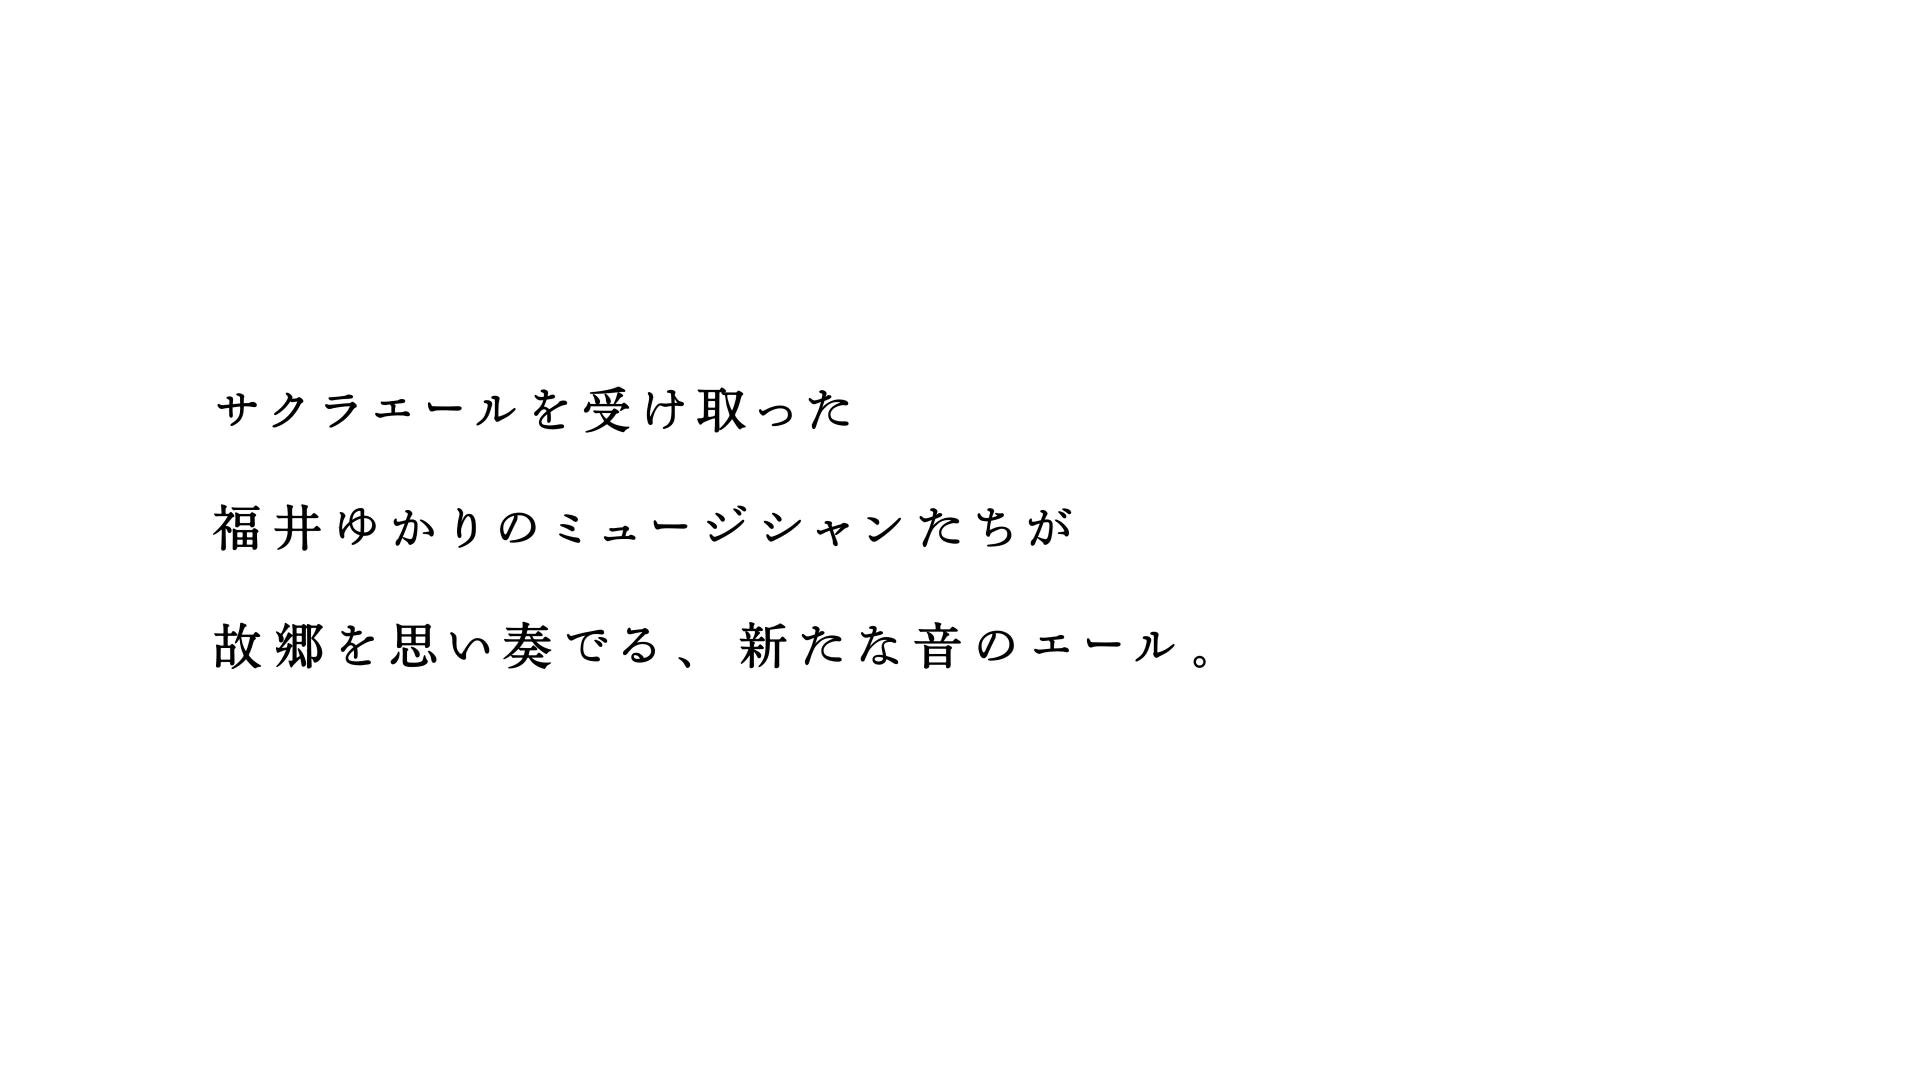 サクラエールを受け取った
福井ゆかりのミュージシャンたちが
故郷を思い奏でる、新たな音のエール。